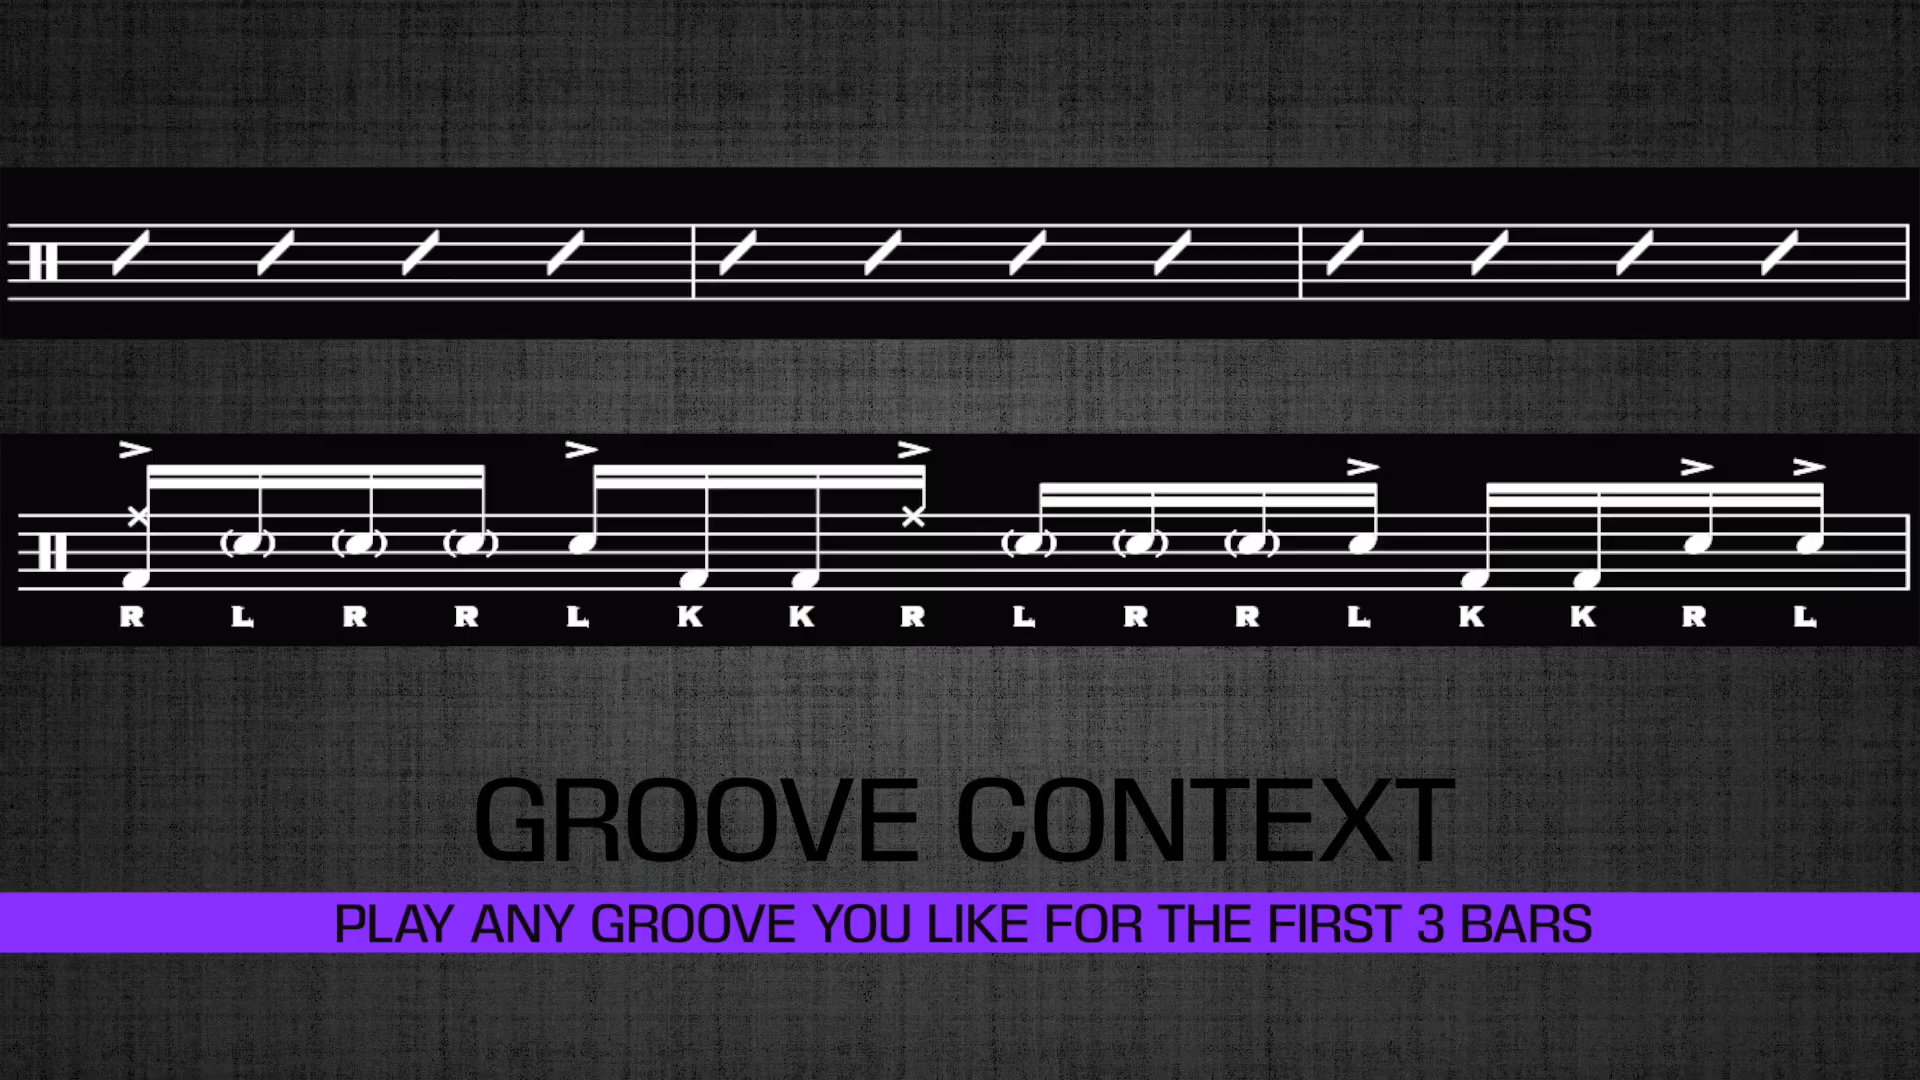 R L R R L K K R L R R L K K R L
GROOVE CONTEXT
PLAY ANY GROOVE YOU LIKE FOR THE FIRST 3 BARS